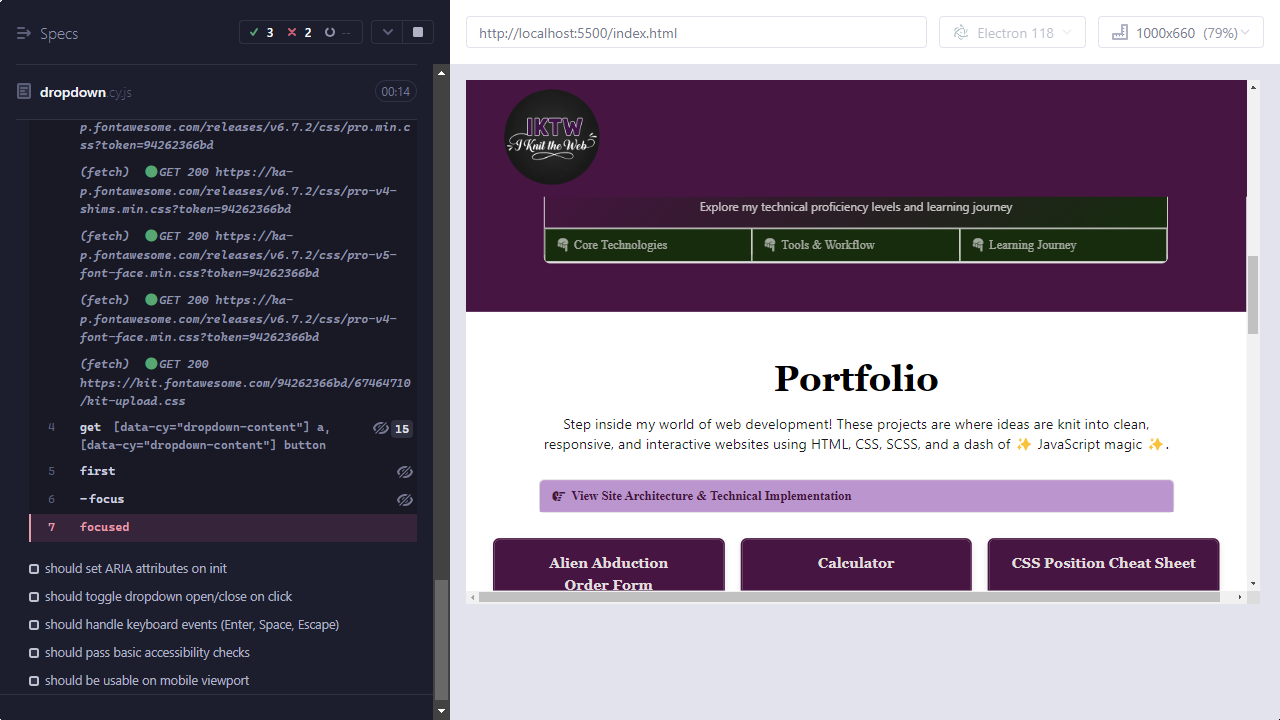 Specs
3
2
--
dropdown.cy.js
00:14
p.fontawesome.com/releases/v6.7.2/css/pro.min.c
ss?token=94262366bd
(fetch) GET 200 https://ka-
p.fontawesome.com/releases/v6.7.2/css/pro-v4-
shims.min.css?token=94262366bd
(fetch) GET 200 https://ka-
p.fontawesome.com/releases/v6.7.2/css/pro-v5-
font-face.min.css?token=94262366bd
(fetch) GET 200 https://ka-
p.fontawesome.com/releases/v6.7.2/css/pro-v4-
font-face.min.css?token=94262366bd
(fetch) GET 200
https://kit.fontawesome.com/94262366bd/67464710
/kit-upload.css
4 get [data-cy="dropdown-content"] a, 15
[data-cy="dropdown-content"] button
5 first
6 -focus
7 focused
should set ARIA attributes on init
should toggle dropdown open/close on click
should handle keyboard events (Enter, Space, Escape)
should pass basic accessibility checks
should be usable on mobile viewport
http://localhost:5500/index.html
Electron 118
1000x660 (79%)
IKTW
I Knit the Web
Explore my technical proficiency levels and learning journey
Core Technologies
Tools & Workflow
Learning Journey
Portfolio
Step inside my world of web development! These projects are where ideas are knit into clean,
responsive, and interactive websites using HTML, CSS, SCSS, and a dash of ✨ JavaScript magic ✨.
View Site Architecture & Technical Implementation
Alien Abduction
Order Form
Calculator
CSS Position Cheat Sheet